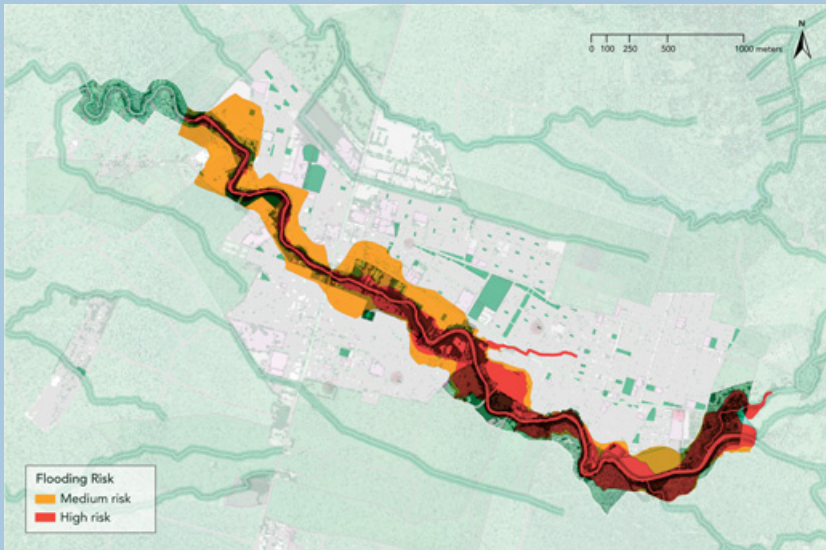 N
0 100 250 500 1000 meters
Flooding Risk
Medium risk
High risk